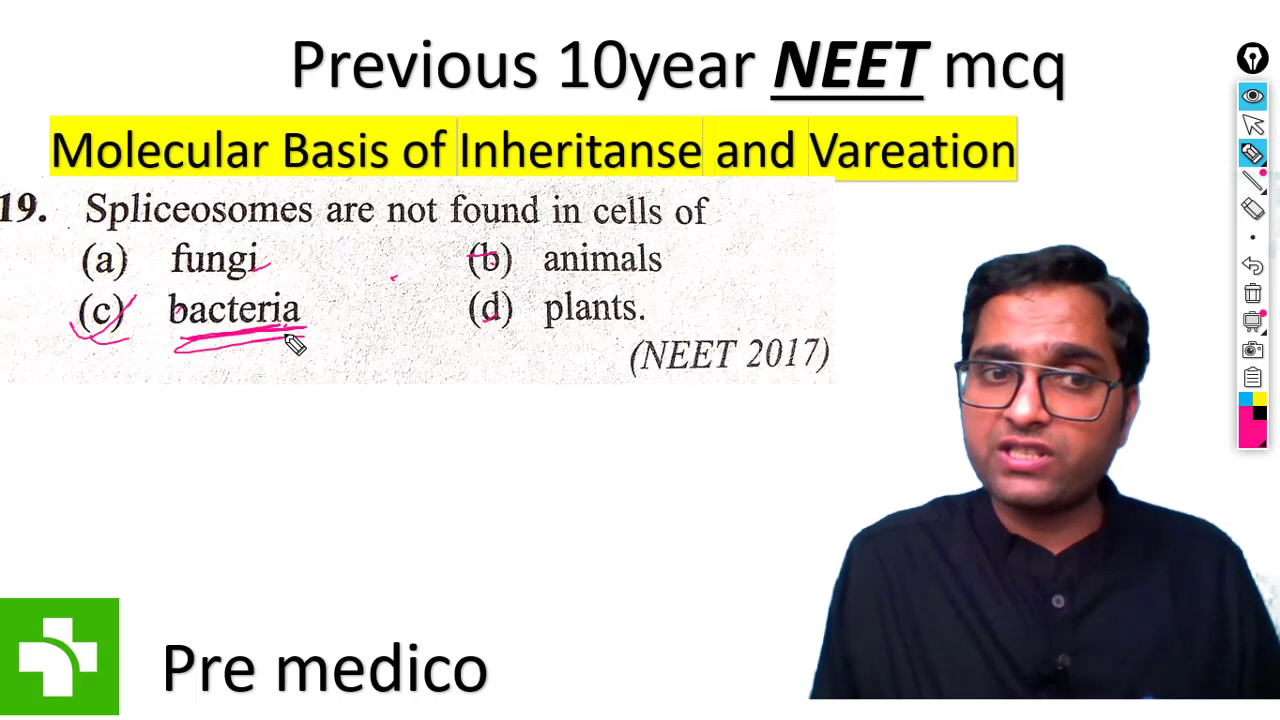 Previous 10year NEET mcq
Molecular Basis of Inheritanse and Vareation
19. Spliceosomes are not found in cells of
(a) fungi (b) animals
(c) bacteria (d) plants.
(NEET 2017)
Pre medico